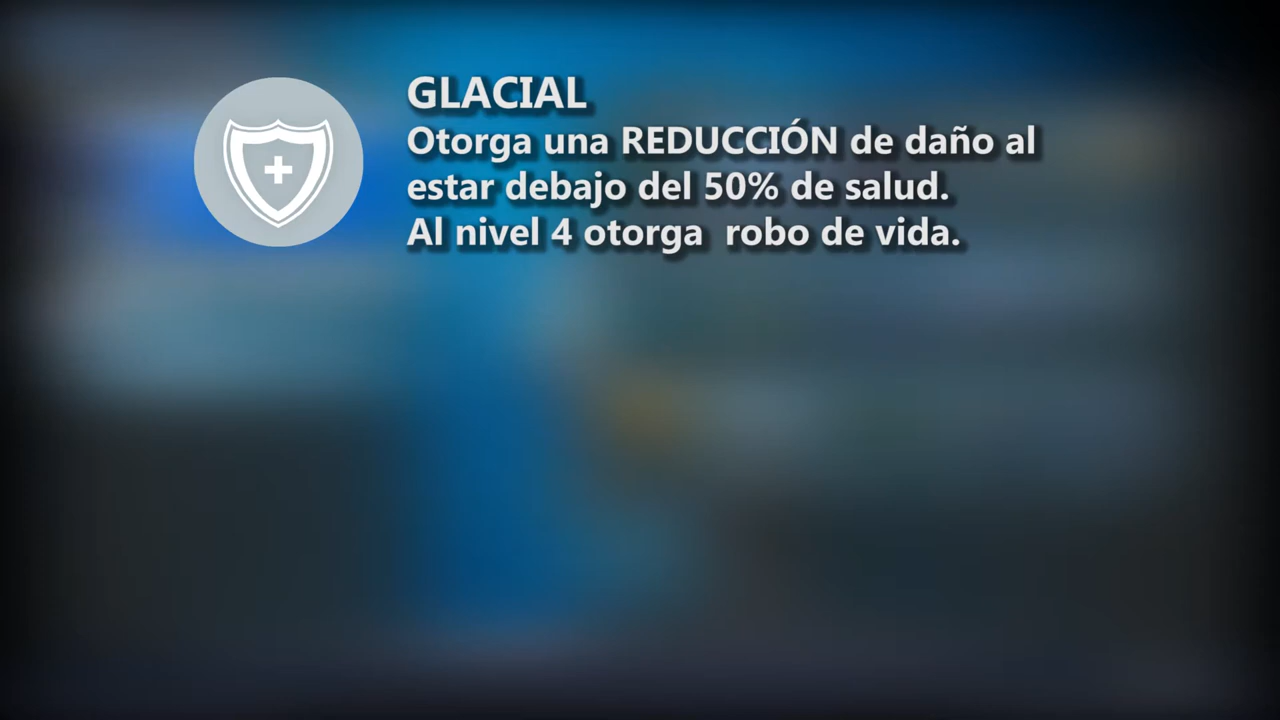 GLACIAL
Otorga una REDUCCIÓN de daño al
estar debajo del 50% de salud.
Al nivel 4 otorga  robo de vida.